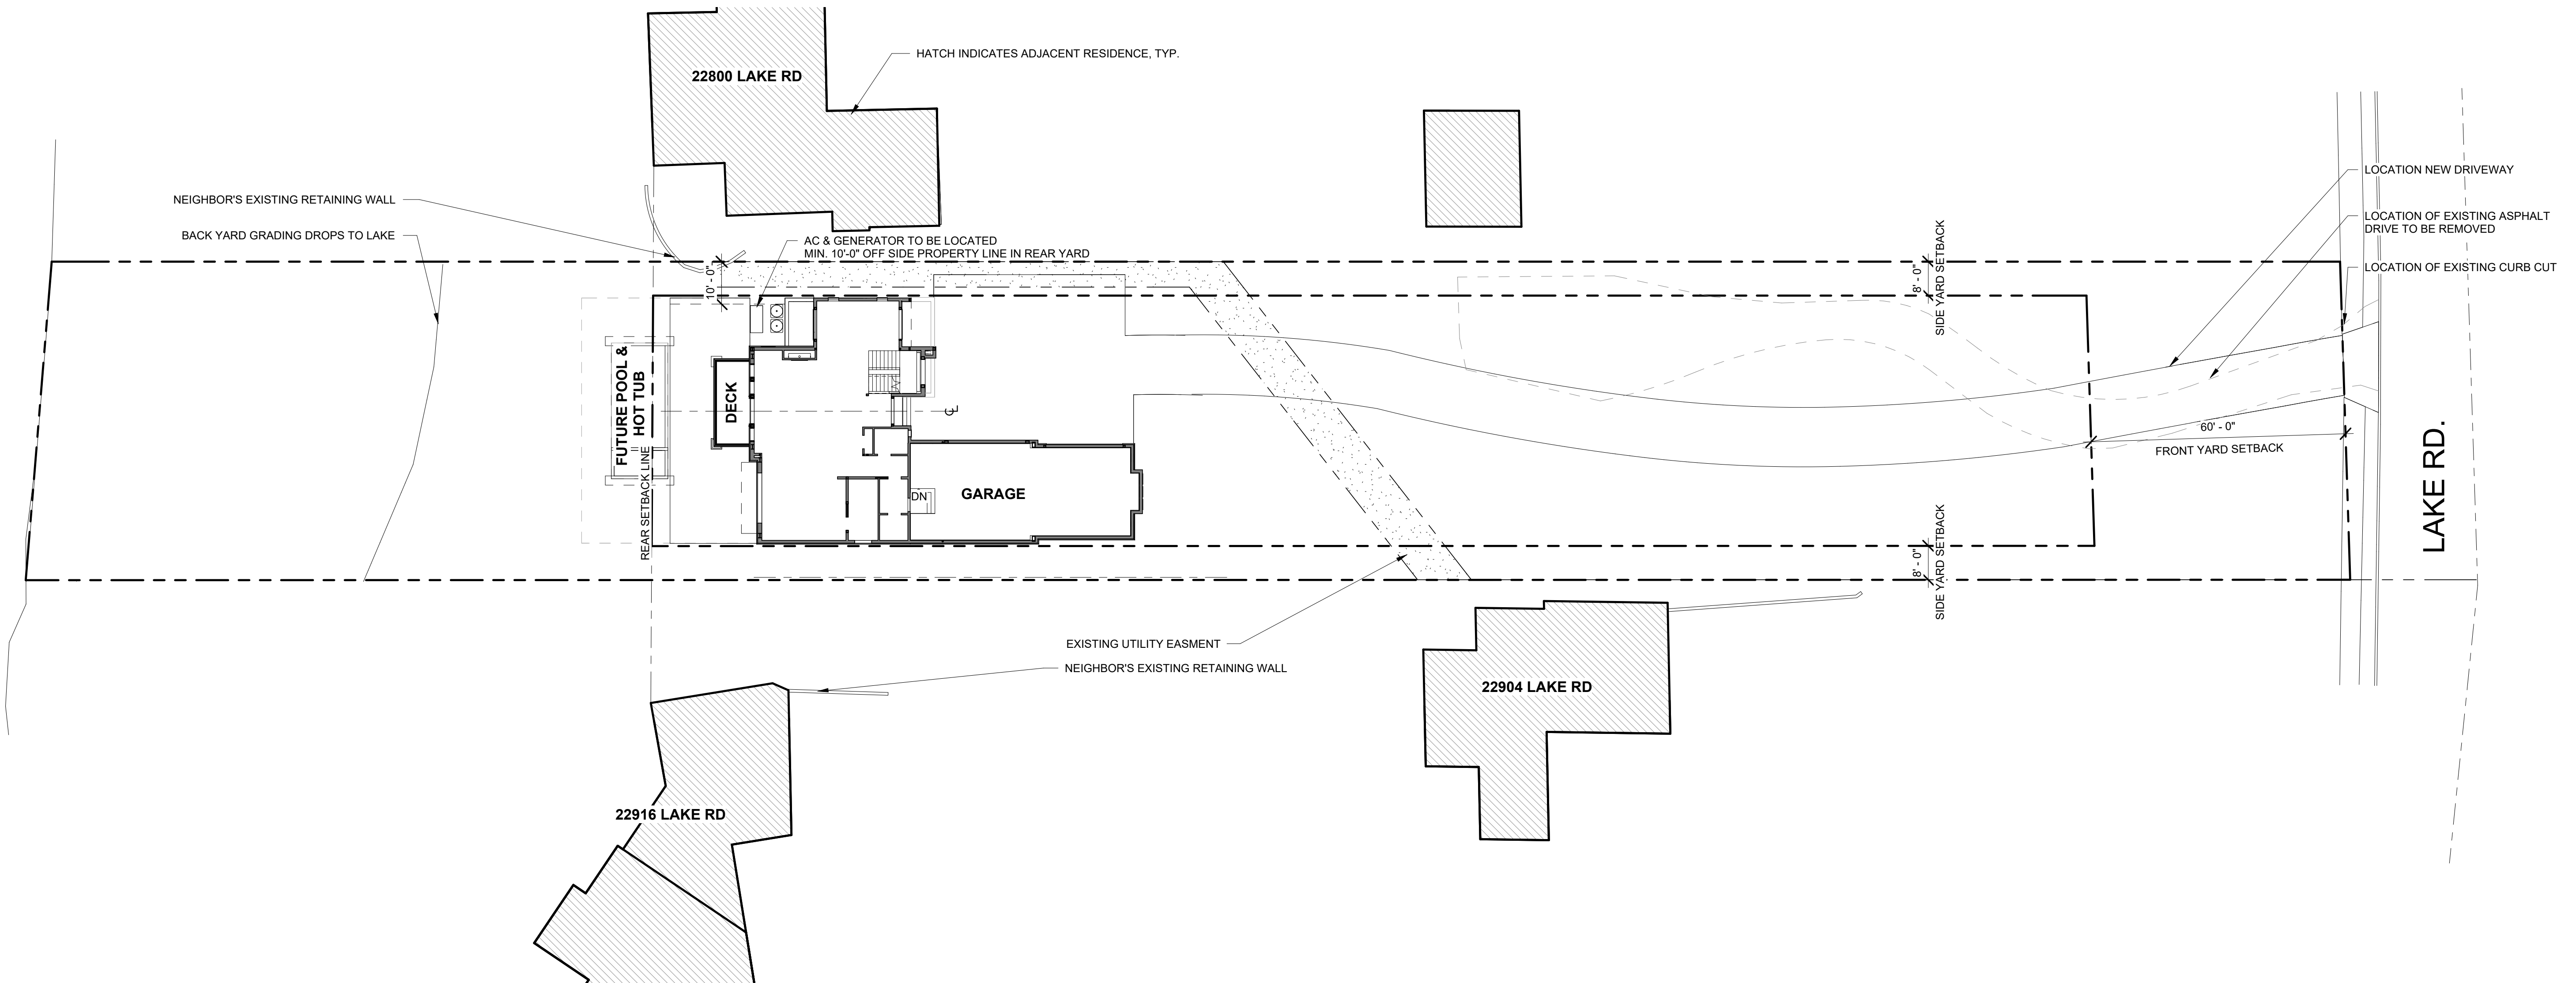 22800 LAKE RD
HATCH INDICATES ADJACENT RESIDENCE, TYP.
NEIGHBOR'S EXISTING RETAINING WALL
BACK YARD GRADING DROPS TO LAKE
AC & GENERATOR TO BE LOCATED
MIN. 10'-0" OFF SIDE PROPERTY LINE IN REAR YARD
10' - 0"
8' - 0"
SIDE YARD SETBACK
LOCATION NEW DRIVEWAY
LOCATION OF EXISTING ASPHALT
DRIVE TO BE REMOVED
LOCATION OF EXISTING CURB CUT
FUTURE POOL &
HOT TUB
DECK
REAR SETBACK LINE
CL
DN
GARAGE
60' - 0"
FRONT YARD SETBACK
LAKE RD.
8' - 0"
SIDE YARD SETBACK
EXISTING UTILITY EASMENT
NEIGHBOR'S EXISTING RETAINING WALL
22904 LAKE RD
22916 LAKE RD